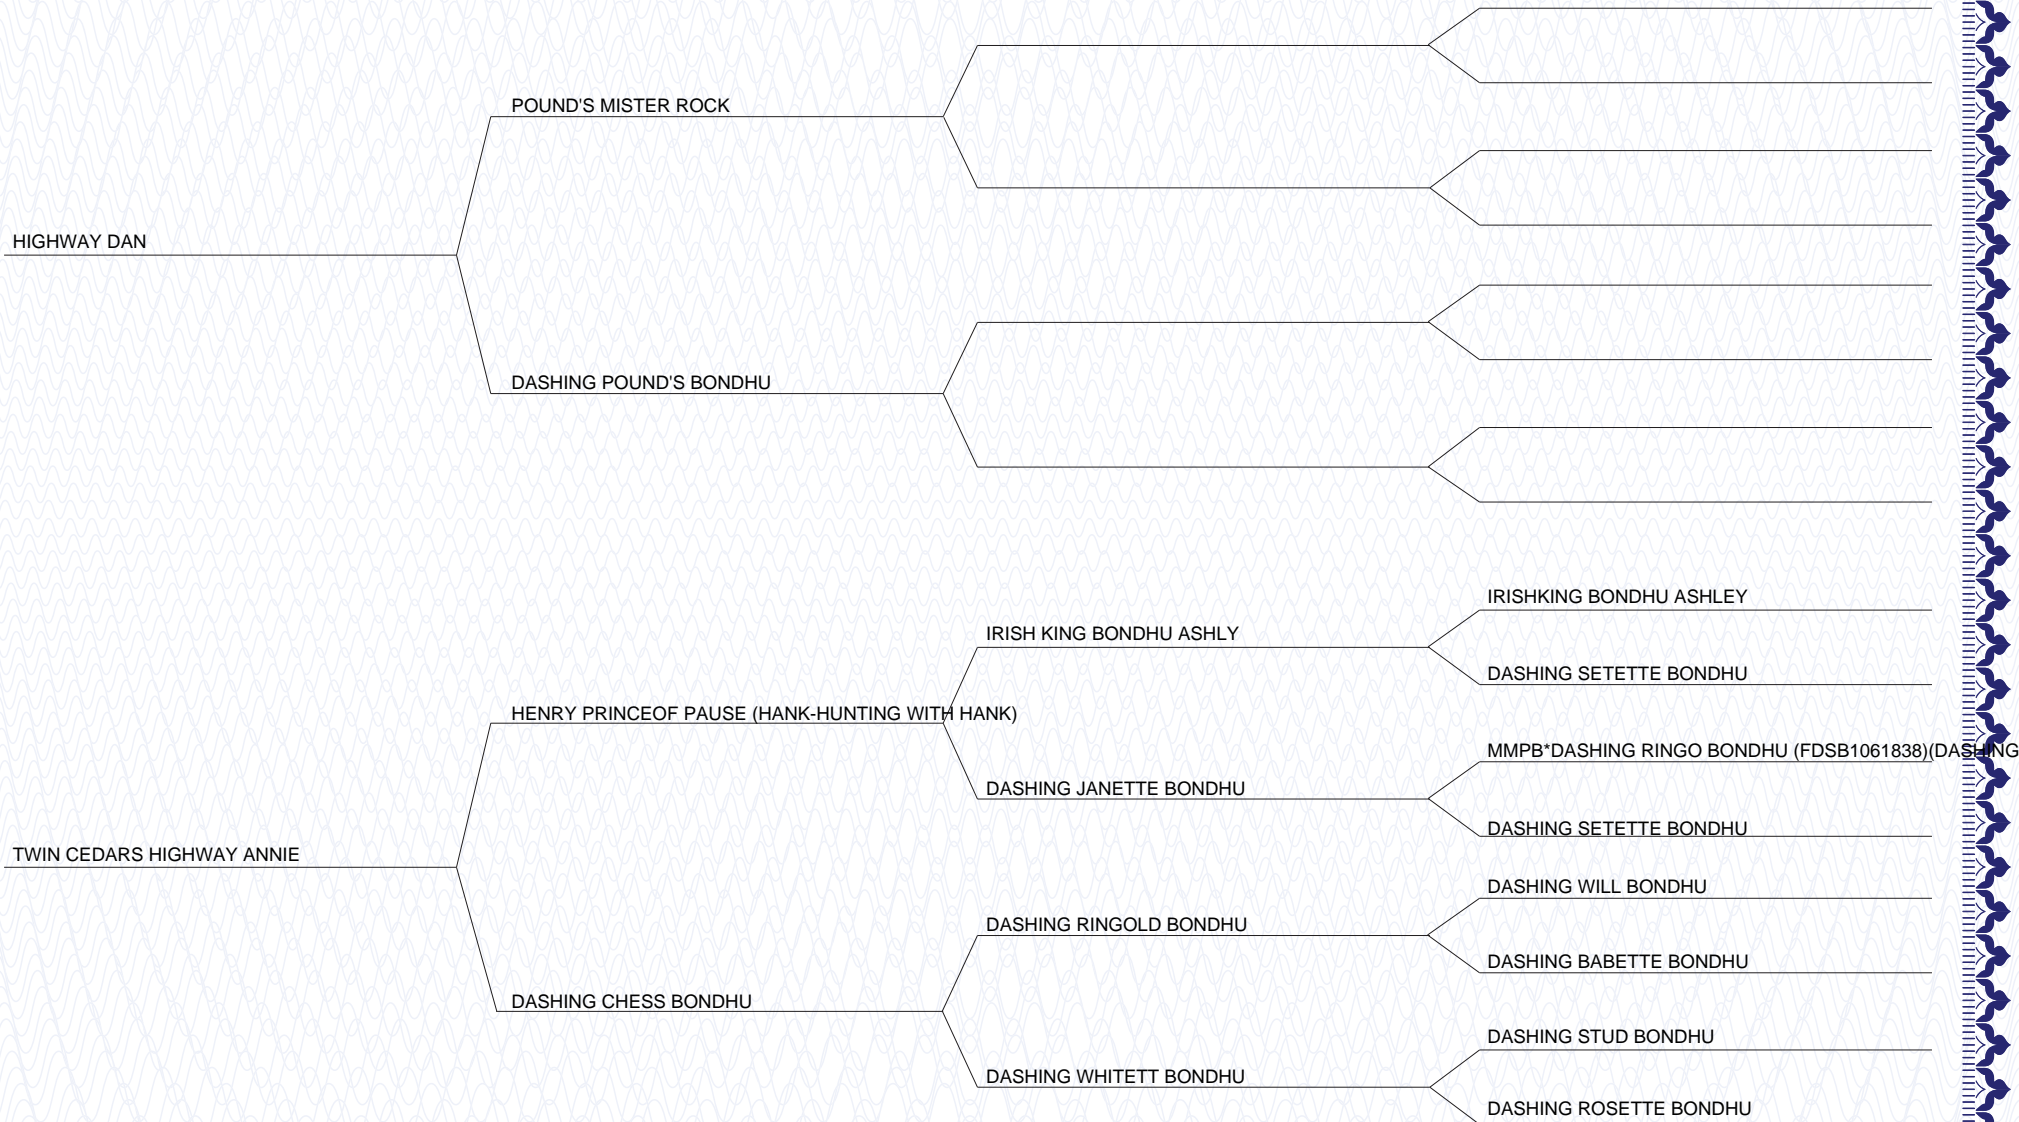 POUND'S MISTER ROCK
HIGHWAY DAN
DASHING POUND'S BONDHU
IRISHKING BONDHU ASHLEY
IRISH KING BONDHU ASHLY
DASHING SETETTE BONDHU
HENRY PRINCEOF PAUSE (HANK-HUNTING WITH HANK)
MMPB*DASHING RINGO BONDHU (FDSB1061838)(DASHING
DASHING JANETTE BONDHU
DASHING SETETTE BONDHU
TWIN CEDARS HIGHWAY ANNIE
DASHING WILL BONDHU
DASHING RINGOLD BONDHU
DASHING BABETTE BONDHU
DASHING CHESS BONDHU
DASHING STUD BONDHU
DASHING WHITETT BONDHU
DASHING ROSETTE BONDHU